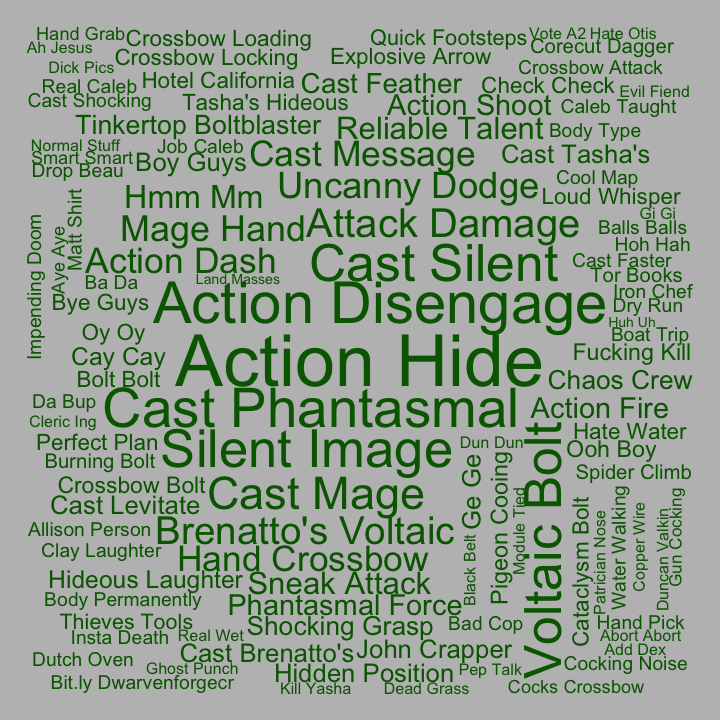 Hand Grab
Crossbow Loading
Quick Footsteps
Vote A2 Hate Otis
Ah Jesus
Crossbow Locking
Explosive Arrow
Corecut Dagger
Dick Pics
Crossbow Attack
Real Caleb
Hotel California
Cast Feather
Check Check
Evil Fiend
Cast Shocking
Tasha's Hideous
Action Shoot
Caleb Taught
Tinkertop Boltblaster
Reliable Talent
Body Type
Normal Stuff
Job Caleb
Cast Message
Cast Tasha's
Smart Smart
Boy Guys
Drop Beau
Uncanny Dodge
Cool Map
Hmm Mm
Loud Whisper
Matt Shirt
Mage Hand
Attack Damage
Gi Gi
Balls Balls
Impending Doom
Aye Aye
Action Dash
Cast Silent
Hoh Hah
Cast Faster
Land Masses
Tor Books
Ba Da
Iron Chef
Bye Guys
Action Disengage
Dry Run
Huh Uh
Oy Oy
Boat Trip
Cay Cay
Action Hide
Fucking Kill
Bolt Bolt
Chaos Crew
Da Bup
Cast Phantasmal
Action Fire
Cleric Ing
Hate Water
Perfect Plan
Silent Image
Dun Dun
Ooh Boy
Burning Bolt
Spider Climb
Crossbow Bolt
Cast Mage
Ge Ge
Pigeon Cooing
Voltaic Bolt
Cast Levitate
Black Belt
Module Tied
Cataclysm Bolt
Patrician Nose
Water Walking
Copper Wire
Duncan Valkin
Gun Cocking
Allison Person
Brenatto's Voltaic
Clay Laughter
Hand Crossbow
Hideous Laughter
Sneak Attack
Body Permanently
Phantasmal Force
Thieves Tools
Shocking Grasp
Bad Cop
Hand Pick
Insta Death
Real Wet
Abort Abort
Cast Brenatto's
John Crapper
Add Dex
Dutch Oven
Ghost Punch
Hidden Position
Pep Talk
Cocking Noise
Bit.ly Dwarvenforgecr
Kill Yasha
Dead Grass
Cocks Crossbow